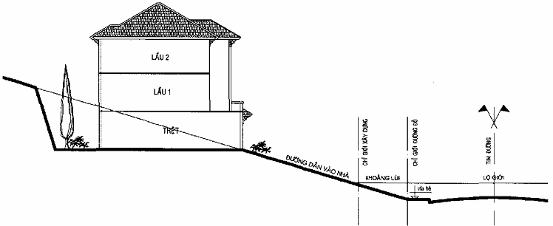 LẦU 2
LẦU 1
TRỆT
ĐƯỜNG DẪN VÀO NHÀ
CHỈ GIỚI XÂY DỰNG
KHOẢNG LÙI
CHỈ GIỚI ĐƯỜNG ĐỎ
VỈA HÈ
TIM ĐƯỜNG
LỘ GIỚI